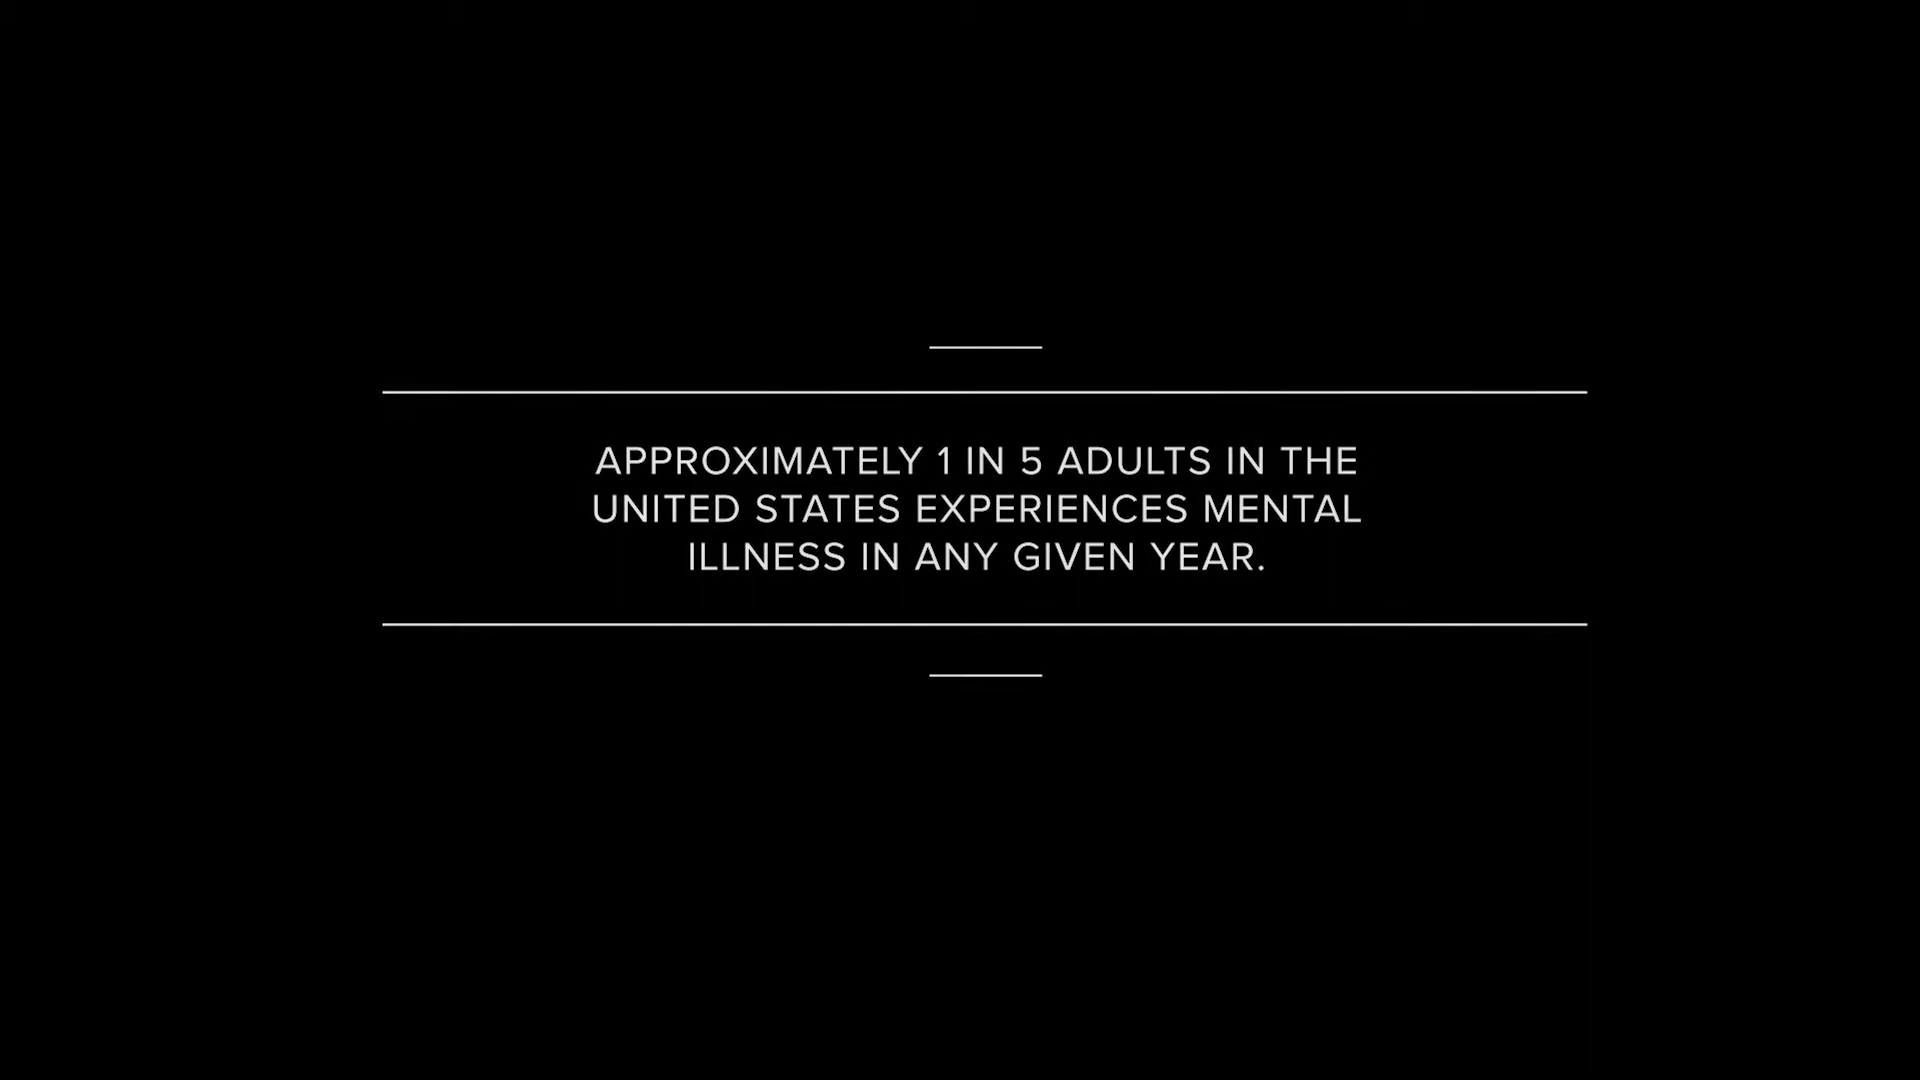 APPROXIMATELY 1 IN 5 ADULTS IN THE
UNITED STATES EXPERIENCES MENTAL
ILLNESS IN ANY GIVEN YEAR.